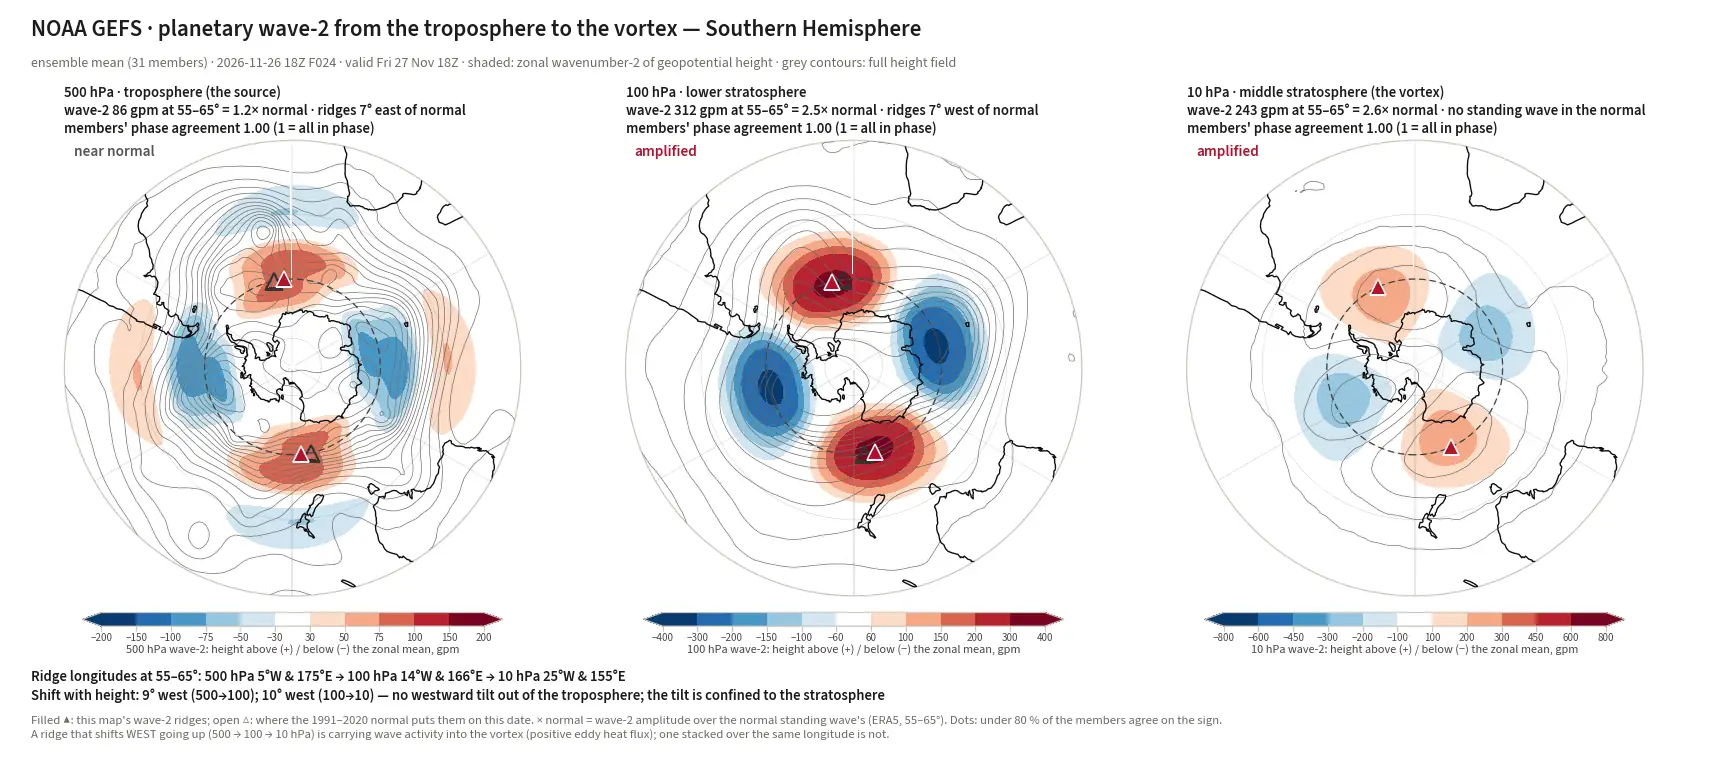 NOAA GEFS · planetary wave-2 from the troposphere to the vortex — Southern Hemisphere
ensemble mean (31 members) · 2026-11-26 18Z F024 · valid Fri 27 Nov 18Z · shaded: zonal wavenumber-2 of geopotential height · grey contours: full height field
500 hPa · troposphere (the source)
wave-2 86 gpm at 55–65° = 1.2× normal · ridges 7° east of normal
members' phase agreement 1.00 (1 = all in phase)
near normal
100 hPa · lower stratosphere
wave-2 312 gpm at 55–65° = 2.5× normal · ridges 7° west of normal
members' phase agreement 1.00 (1 = all in phase)
amplified
10 hPa · middle stratosphere (the vortex)
wave-2 243 gpm at 55–65° = 2.6× normal · no standing wave in the normal
members' phase agreement 1.00 (1 = all in phase)
amplified
−200 −150 −100 −75 −50 −30 30 50 75 100 150 200
500 hPa wave-2: height above (+) / below (−) the zonal mean, gpm
−400 −300 −200 −150 −100 −60 60 100 150 200 300 400
100 hPa wave-2: height above (+) / below (−) the zonal mean, gpm
−800 −600 −450 −300 −200 −100 100 200 300 450 600 800
10 hPa wave-2: height above (+) / below (−) the zonal mean, gpm
Ridge longitudes at 55–65°: 500 hPa 5°W & 175°E → 100 hPa 14°W & 166°E → 10 hPa 25°W & 155°E
Shift with height: 9° west (500→100); 10° west (100→10) — no westward tilt out of the troposphere; the tilt is confined to the stratosphere
Filled ▲: this map's wave-2 ridges; open △: where the 1991–2020 normal puts them on this date. × normal = wave-2 amplitude over the normal standing wave's (ERA5, 55–65°). Dots: under 80 % of the members agree on the sign.
A ridge that shifts WEST going up (500 → 100 → 10 hPa) is carrying wave activity into the vortex (positive eddy heat flux); one stacked over the same longitude is not.